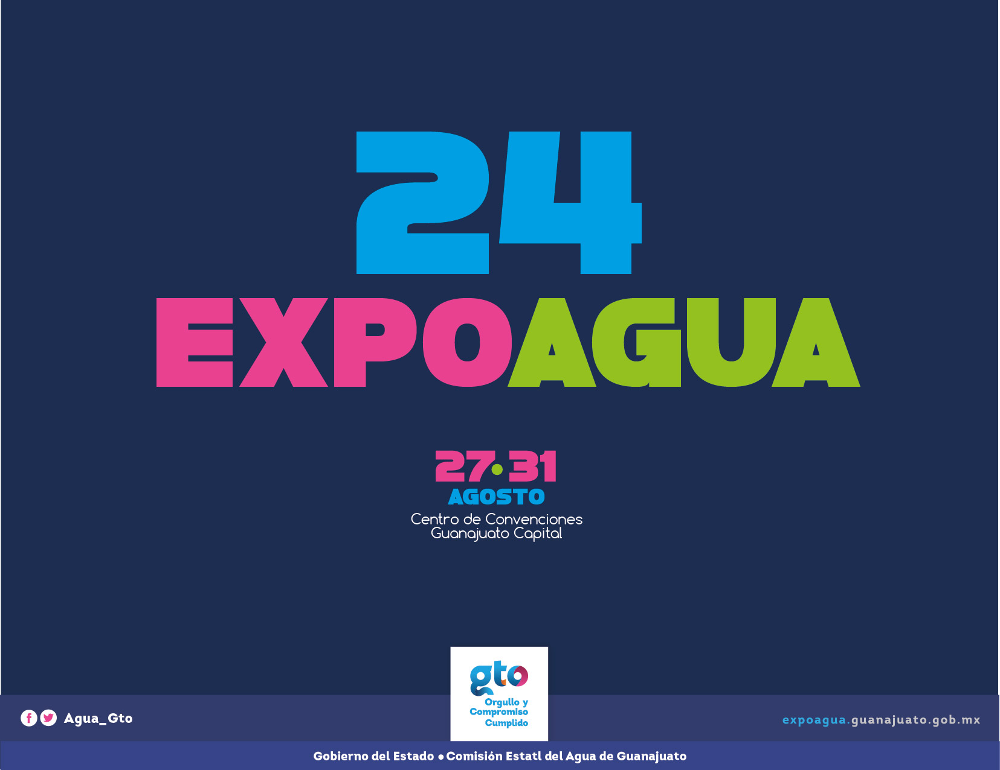 24
EXPOAGUA
27•31
AGOSTO
Centro de Convenciones
Guanajuato Capital
gto
Orgullo y
Compromiso
Cumplido
Agua_Gto
expoagua.guanajuato.gob.mx
Gobierno del Estado • Comisión Estatl del Agua de Guanajuato